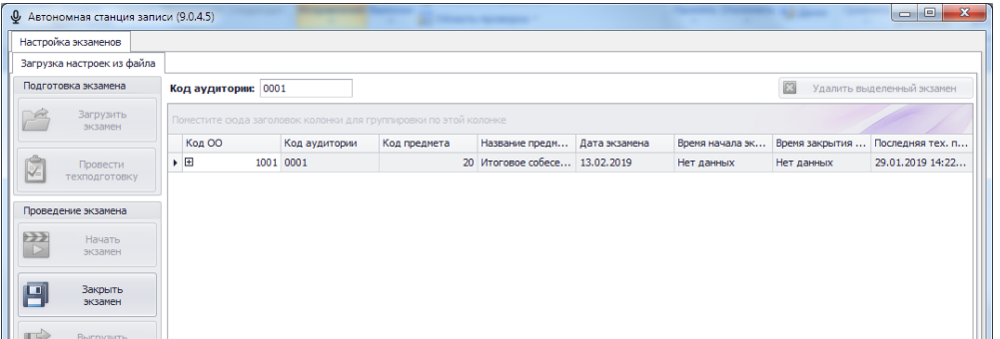 Автономная станция записи (9.0.4.5)
Настройка экзаменов
Загрузка настроек из файла
Подготовка экзамена
Загрузить
экзамен
Провести
техподготовку
Проведение экзамена
Начать
экзамен
Закрыть
экзамен
Выгрузить
Код аудитории: 0001
Удалить выделенный экзамен
Поместите сюда заголовок колонки для группировки по этой колонке
Код ОО Код аудитории Код предмета Название предм... Дата экзамена Время начала эк... Время закрытия ... Последняя тех. п...
1001 0001 20 Итоговое собесе... 13.02.2019 Нет данных Нет данных 29.01.2019 14:22...